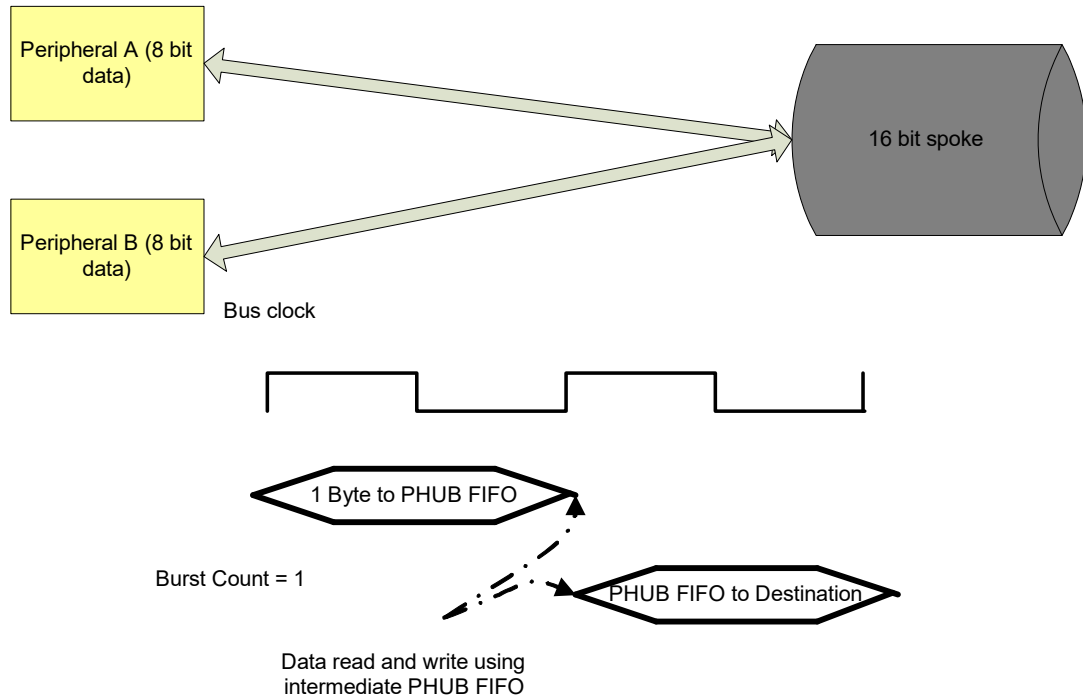 Peripheral A (8 bit
data)
16 bit spoke
Peripheral B (8 bit
data)
Bus clock
1 Byte to PHUB FIFO
Burst Count = 1
PHUB FIFO to Destination
Data read and write using
intermediate PHUB FIFO